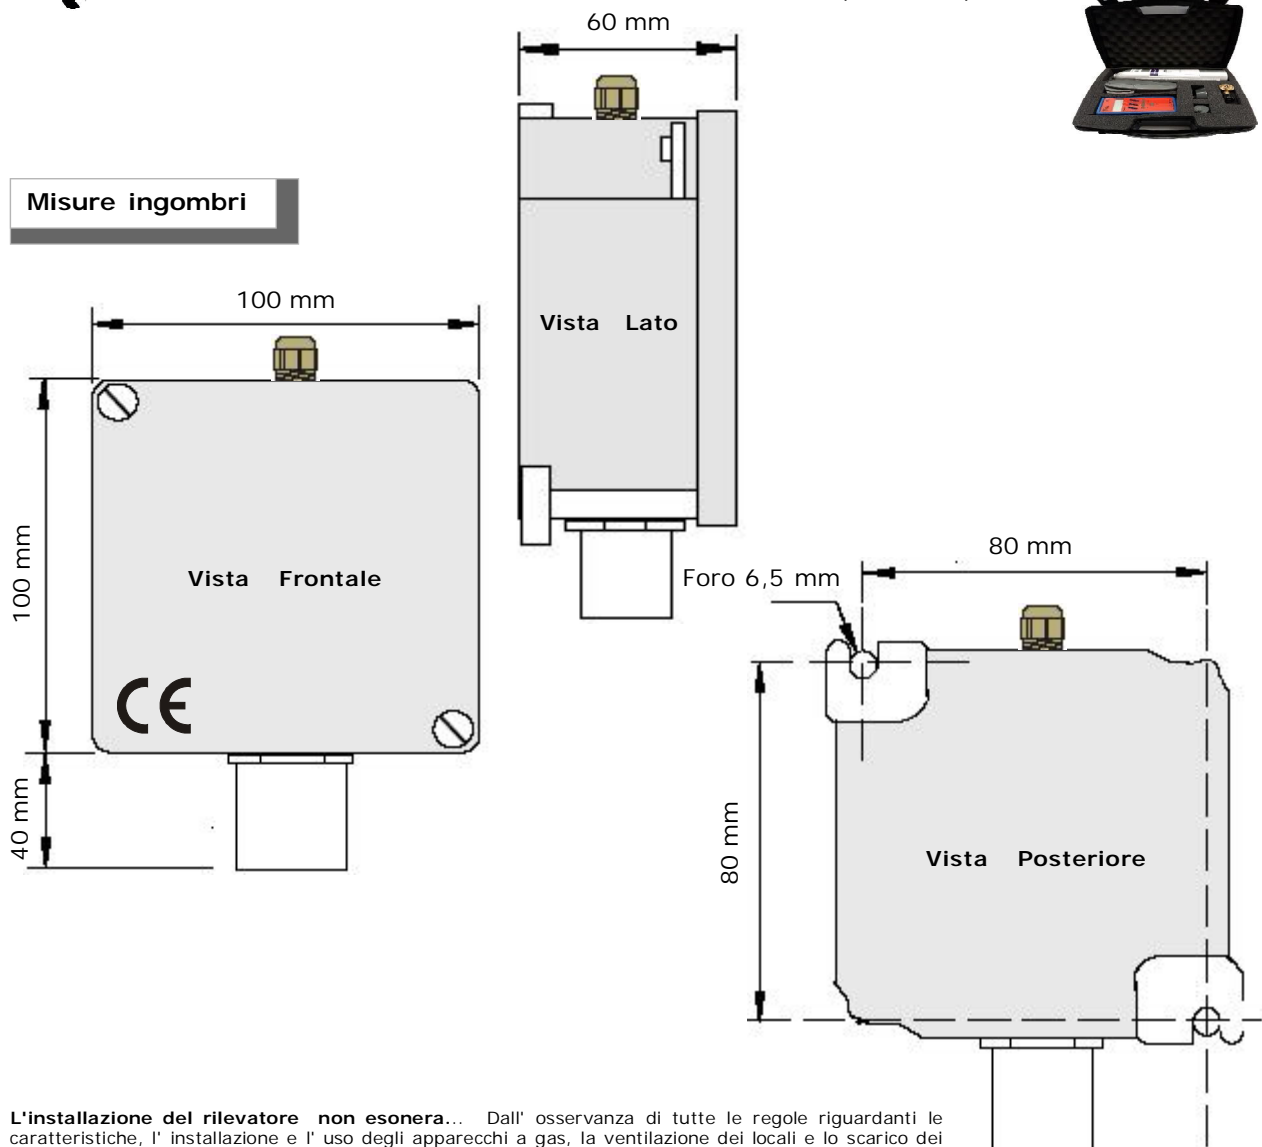 60 mm
Misure ingombri
100 mm
Vista Lato
100 mm
Vista Frontale
CE
40 mm
80 mm
Foro 6,5 mm
80 mm
Vista Posteriore
L'installazione del rilevatore non esonera... Dall' osservanza di tutte le regole riguardanti le
caratteristiche, l' installazione e l' uso degli apparecchi a gas, la ventilazione dei locali e lo scarico dei